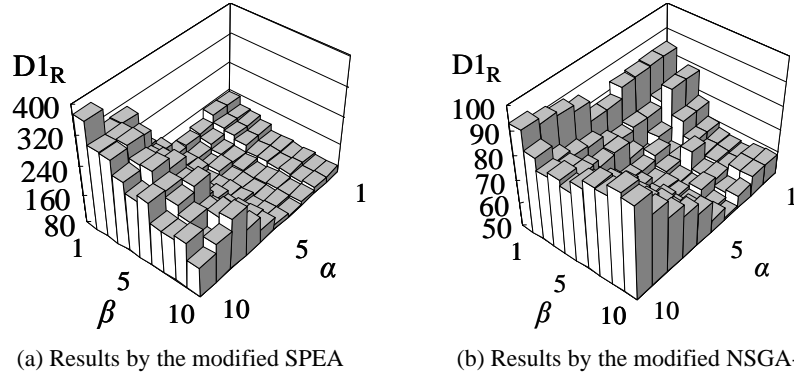 D1R
400
320
240
160
80
1
5
10
β
10
5
1
α
(a) Results by the modified SPEA
D1R
100
90
80
70
60
50
1
5
10
β
10
5
1
α
(b) Results by the modified NSGA-